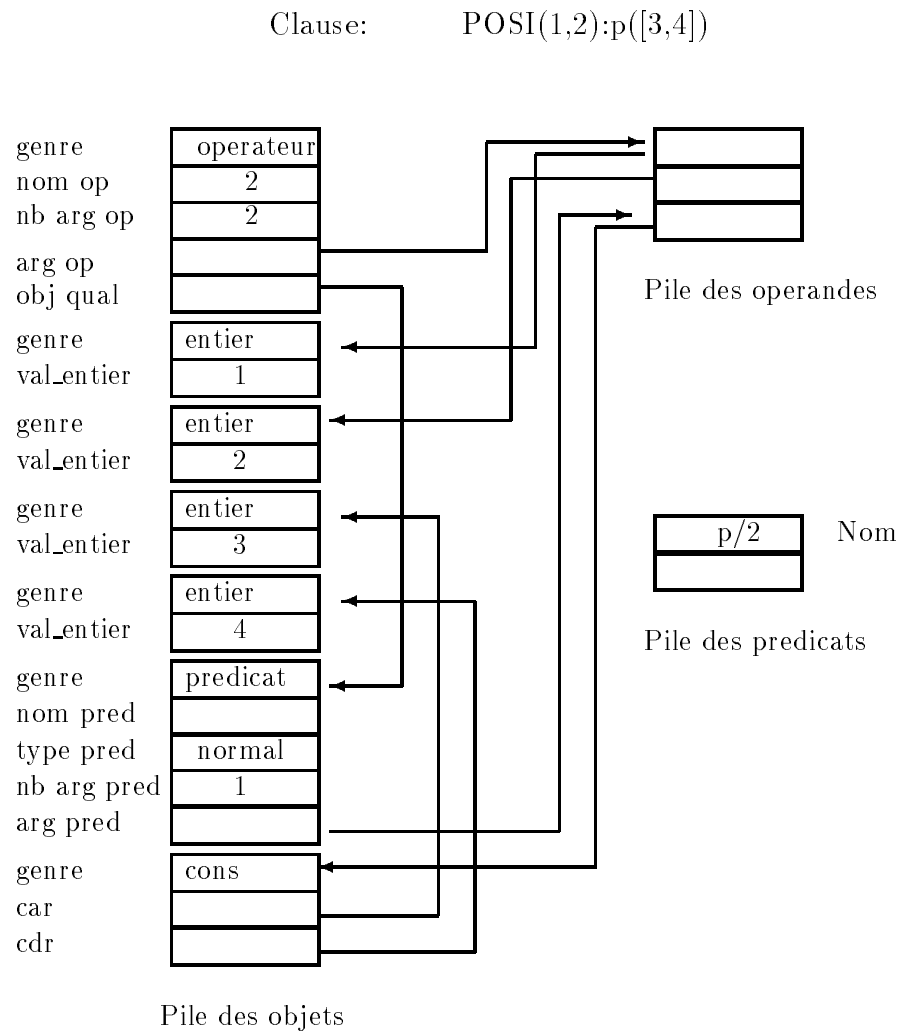 Clause: POSI(1,2):p([3,4])
genre operateur
nom op 2
nb arg op 2
arg op
obj qual
Pile des operandes
genre entier
val_entier 1
genre entier
val_entier 2
genre entier
val_entier 3
p/2 Nom
genre entier
val_entier 4
Pile des predicats
genre predicat
nom pred
type pred normal
nb arg pred 1
arg pred
genre cons
car
cdr
Pile des objets